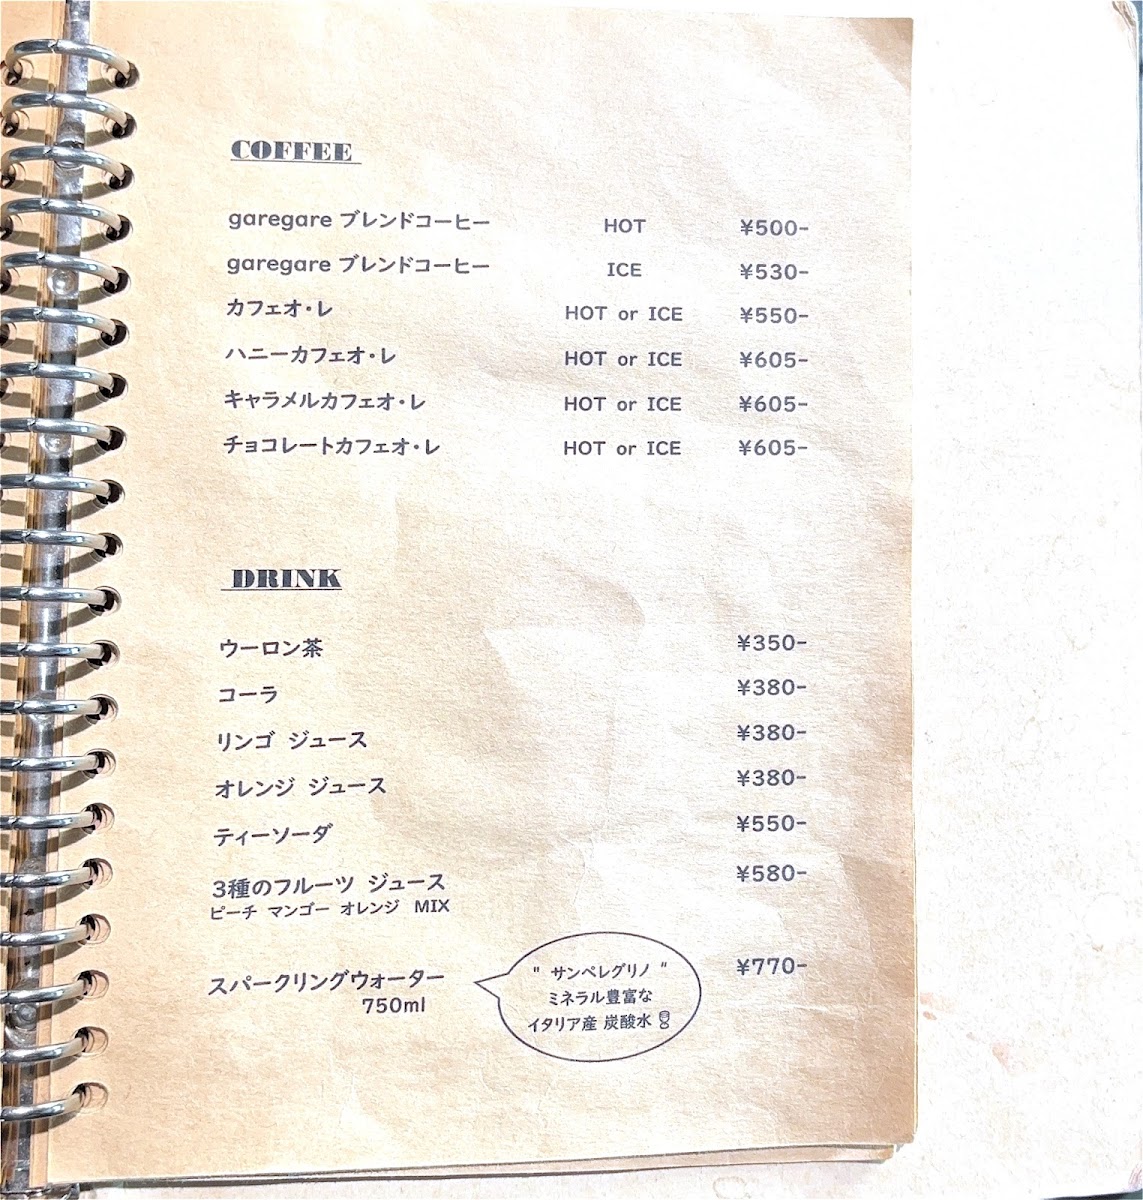 COFFEE
garegare ブレンドコーヒー HOT ¥500-
garegare ブレンドコーヒー ICE ¥530-
カフェオ・レ HOT or ICE ¥550-
ハニーカフェオ・レ HOT or ICE ¥605-
キャラメルカフェオ・レ HOT or ICE ¥605-
チョコレートカフェオ・レ HOT or ICE ¥605-
DRINK
ウーロン茶 ¥350-
コーラ ¥380-
リンゴ ジュース ¥380-
オレンジ ジュース ¥380-
ティーソーダ ¥550-
3種のフルーツ ジュース ¥580-
ピーチ マンゴー オレンジ MIX
スパークリングウォーター ¥770-
750ml
" サンペレグリノ "
ミネラル豊富な
イタリア産 炭酸水